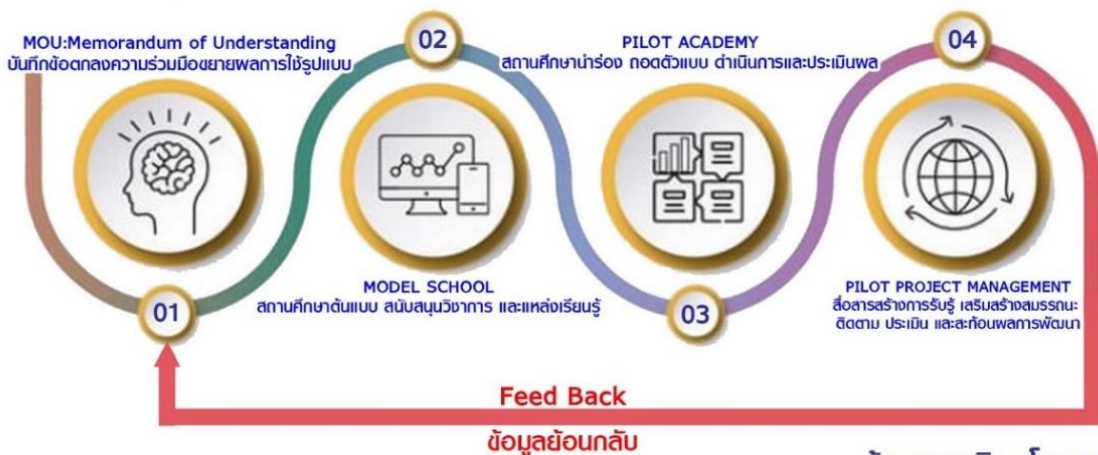 MOU:Memorandum of Understanding
บันทึกข้อตกลงความร่วมมือขยายผลการใช้รูปแบบ
01
02
MODEL SCHOOL
สถานศึกษาต้นแบบ สนับสนุนวิชาการ และแหล่งเรียนรู้
PILOT ACADEMY
สถานศึกษานำร่อง ถอดตัวแบบ ดำเนินการและประเมินผล
03
04
PILOT PROJECT MANAGEMENT
สื่อสารสร้างการรับรู้ เสริมสร้างสมรรถนะ
ติดตาม ประเมิน และสะท้อนผลการพัฒนา
Feed Back
ข้อมูลย้อนกลับ